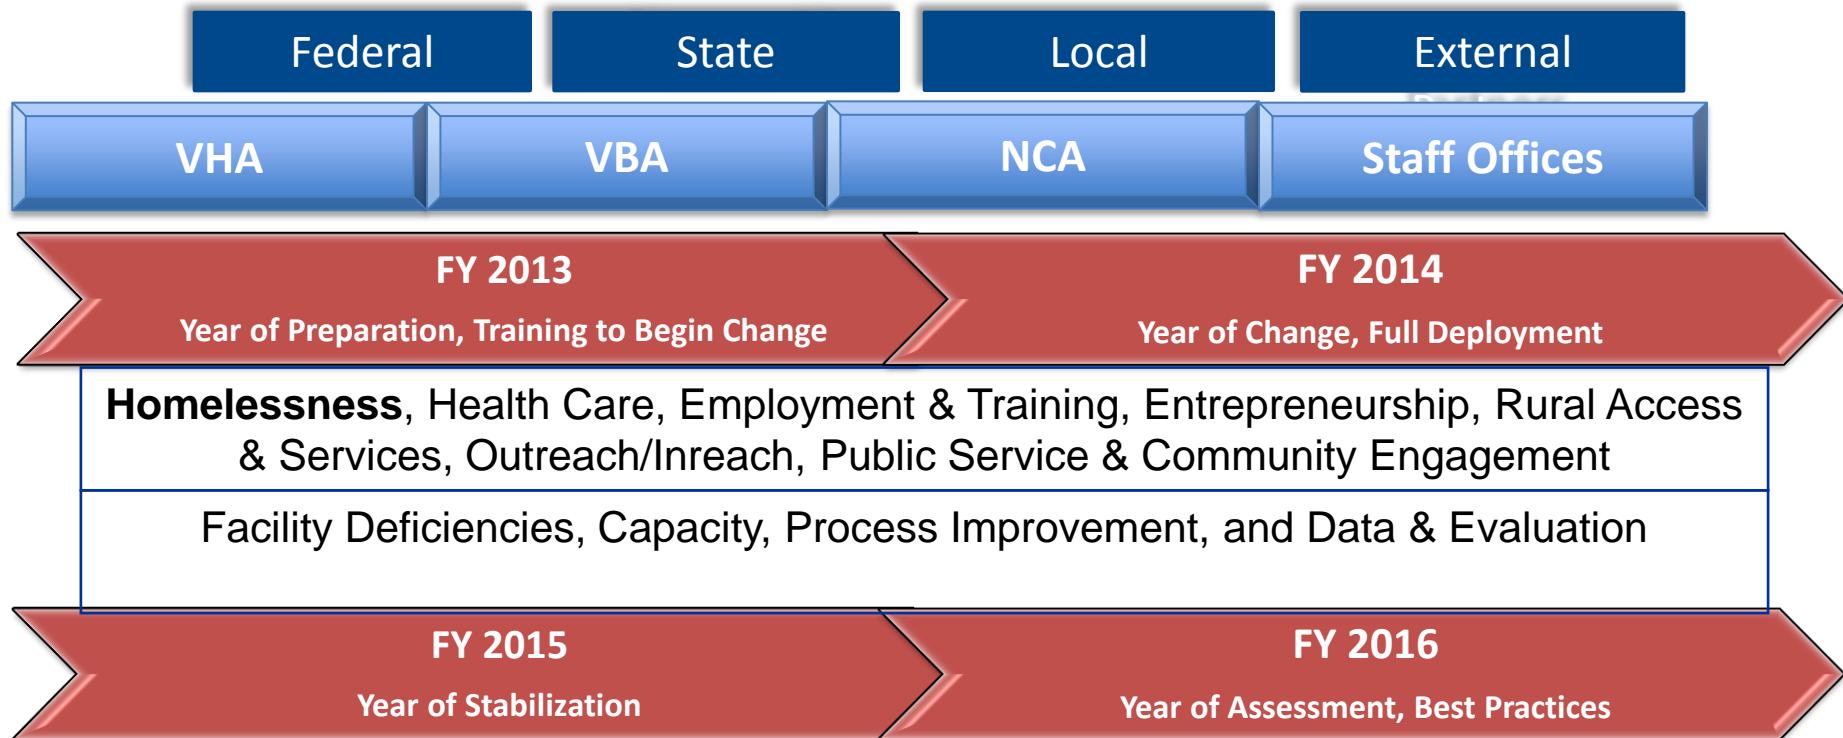 Federal State Local External
VHA VBA NCA Staff Offices
FY 2013 FY 2014
Year of Preparation, Training to Begin Change Year of Change, Full Deployment
Homelessness, Health Care, Employment & Training, Entrepreneurship, Rural Access
& Services, Outreach/Inreach, Public Service & Community Engagement
Facility Deficiencies, Capacity, Process Improvement, and Data & Evaluation
FY 2015 FY 2016
Year of Stabilization Year of Assessment, Best Practices